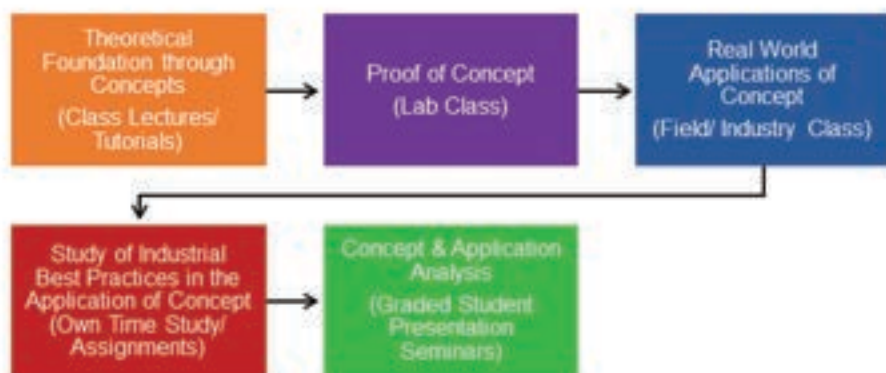 Theoretical
Foundation through
Concepts
(Class Lectures/
Tutorials)
Proof of Concept
(Lab Class)
Real World
Applications of
Concept
(Field/ Industry Class)
Study of Industrial
Best Practices in the
Application of Concept
(Own Time Study/
Assignments)
Concept & Application
Analysis
(Graded Student
Presentation
Seminars)